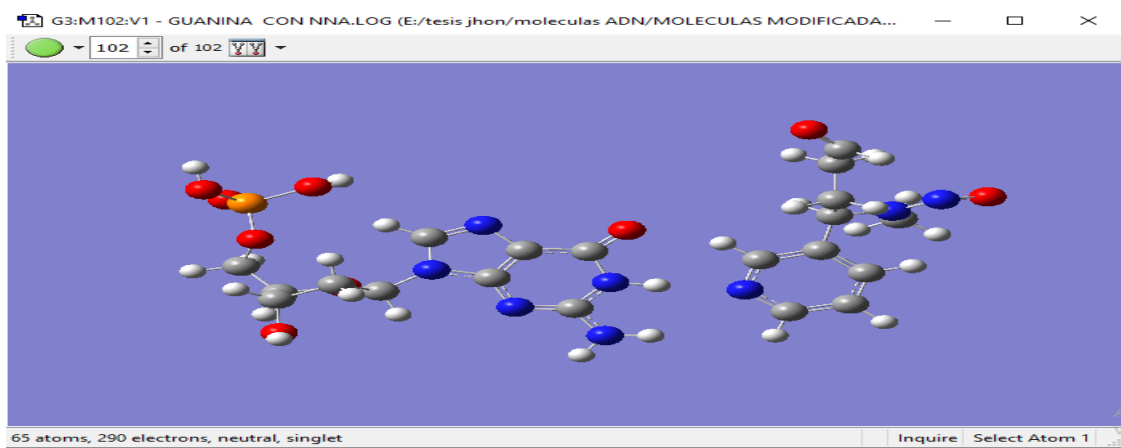 G3:M102:V1 - GUANINA CON NNA.LOG (E:/tesis jhon/moleculas ADN/MOLECULAS MODIFICADA...
102 of 102
65 atoms, 290 electrons, neutral, singlet Inquire Select Atom 1